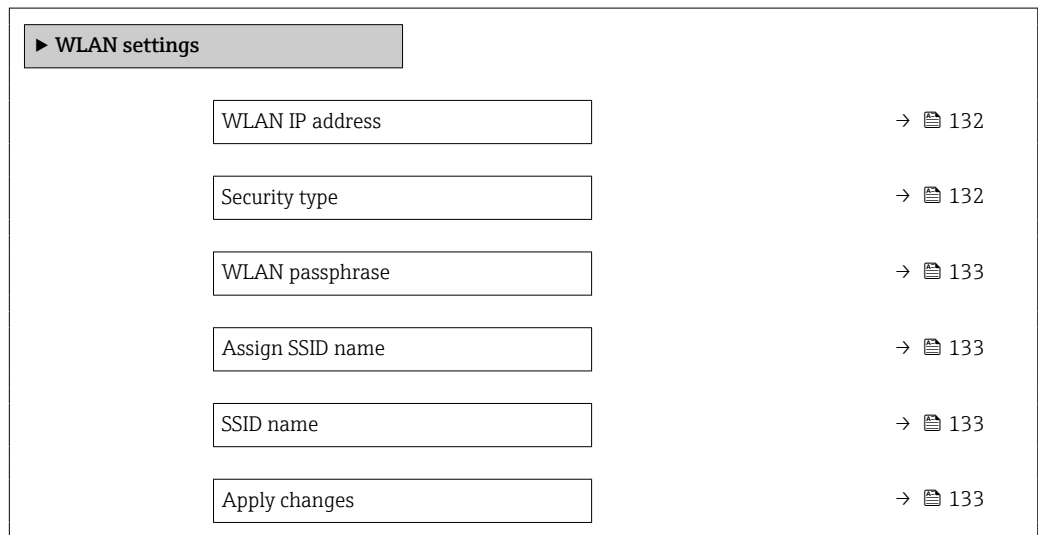 ▶ WLAN settings
WLAN IP address → 132
Security type → 132
WLAN passphrase → 133
Assign SSID name → 133
SSID name → 133
Apply changes → 133